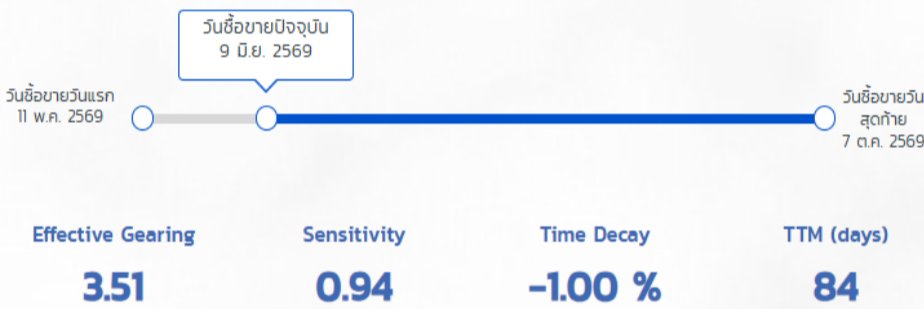 วันซื้อขายปัจจุบัน
9 มิ.ย. 2569
วันซื้อขายวันแรก
11 พ.ค. 2569
วันซื้อขายวัน
สุดท้าย
7 ต.ค. 2569
Effective Gearing
Sensitivity
Time Decay
TTM (days)
3.51
0.94
-1.00 %
84